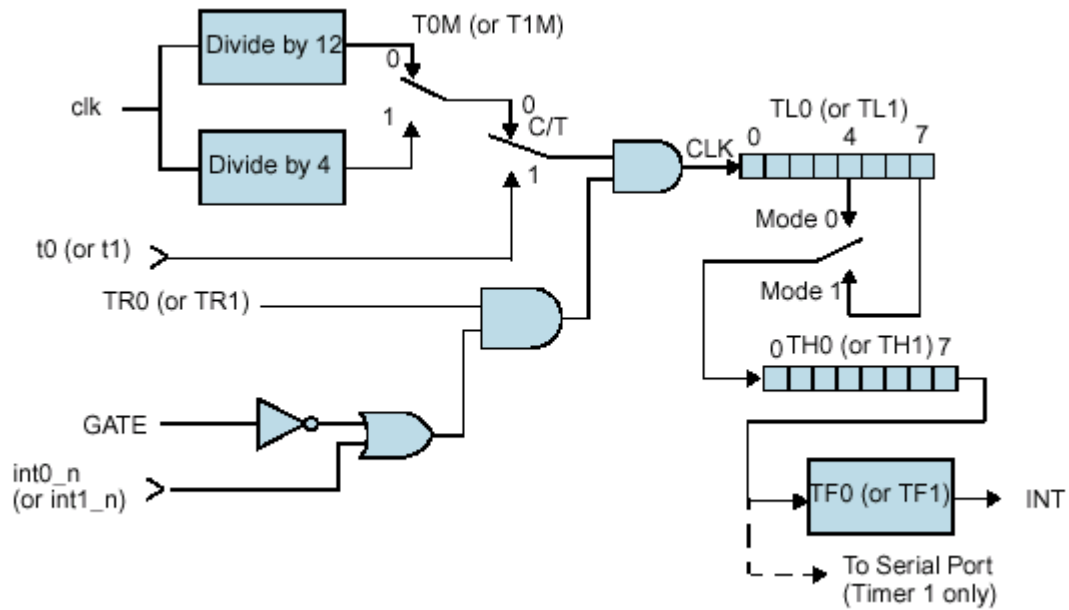 T0M (or T1M)
Divide by 12
0
clk
1
0
C/T
TL0 (or TL1)
0 4 7
Divide by 4
1
CLK
Mode 0
t0 (or t1)
TR0 (or TR1)
Mode 1
0 TH0 (or TH1) 7
GATE
int0_n
(or int1_n)
TF0 (or TF1)
INT
To Serial Port
(Timer 1 only)